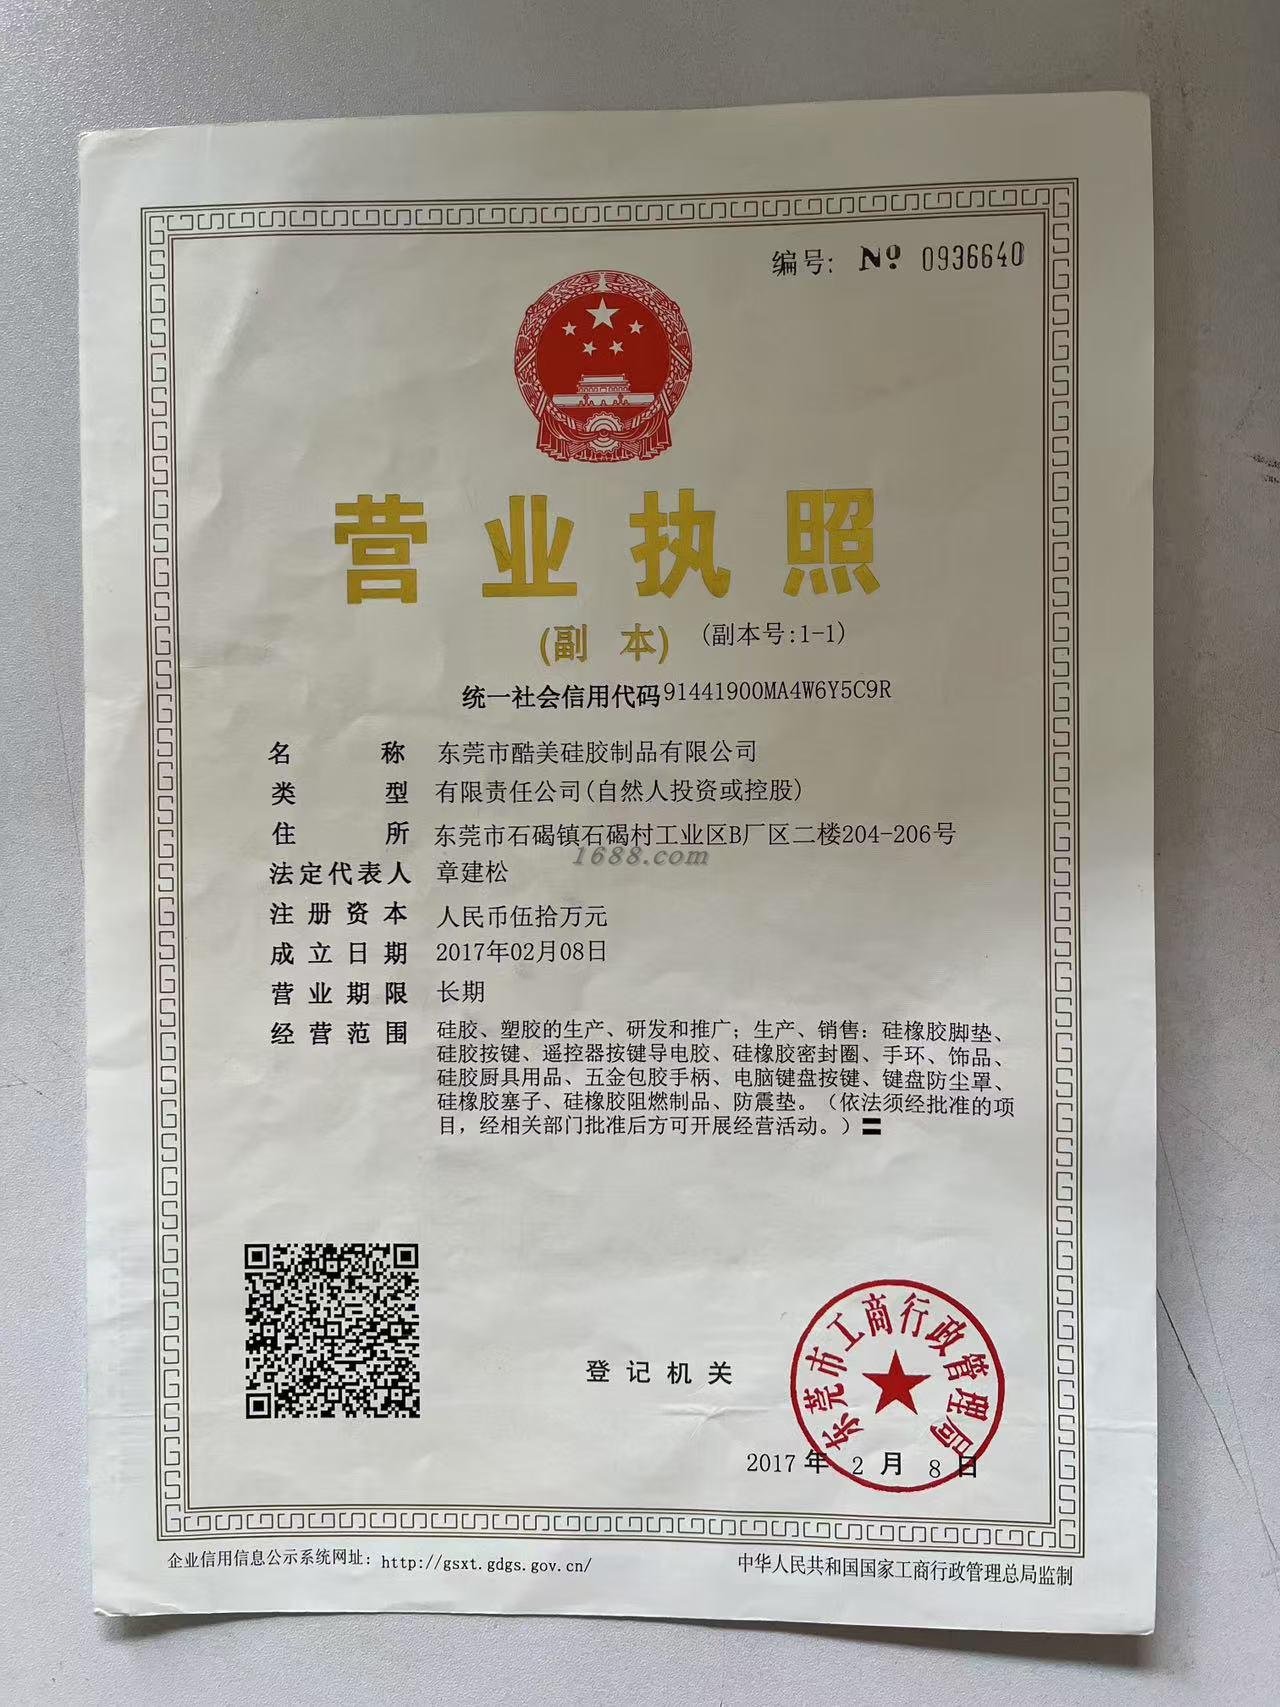 编号: Nº 0936640
营业执照
(副 本) (副本号:1-1)
统一社会信用代码91441900MA4W6Y5C9R
名 称 东莞市酷美硅胶制品有限公司
类 型 有限责任公司(自然人投资或控股)
住 所 东莞市石碣镇石碣村工业区B厂区二楼204-206号
1688.com
法定代表人 章建松
注册资本 人民币伍拾万元
成立日期 2017年02月08日
营业期限 长期
经营范围 硅胶、塑胶的生产、研发和推广；生产、销售：硅橡胶脚垫、
硅胶按键、遥控器按键导电胶、硅橡胶密封圈、手环、饰品、
硅胶厨具用品、五金包胶手柄、电脑键盘按键、键盘防尘罩、
硅橡胶塞子、硅橡胶阻燃制品、防震垫。（依法须经批准的项
目，经相关部门批准后方可开展经营活动。）〓
登记机关
东莞市工商行政管理局
2017 年 2 月 8 日
企业信用信息公示系统网址：http://gsxt.gdgs.gov.cn/
中华人民共和国国家工商行政管理总局监制